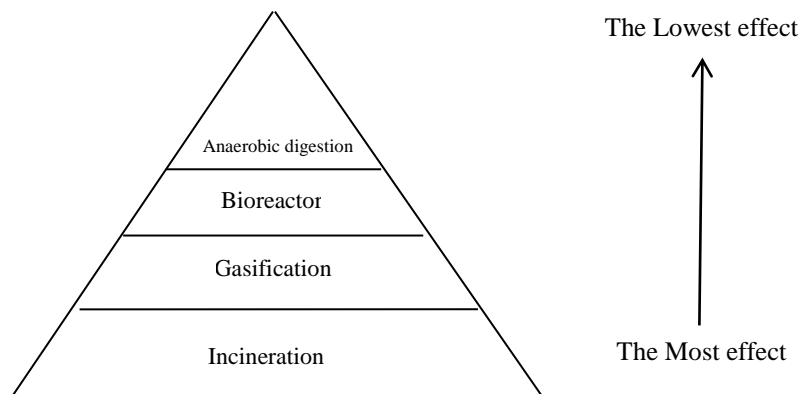 The Lowest effect
Anaerobic digestion
Bioreactor
Gasification
Incineration
The Most effect